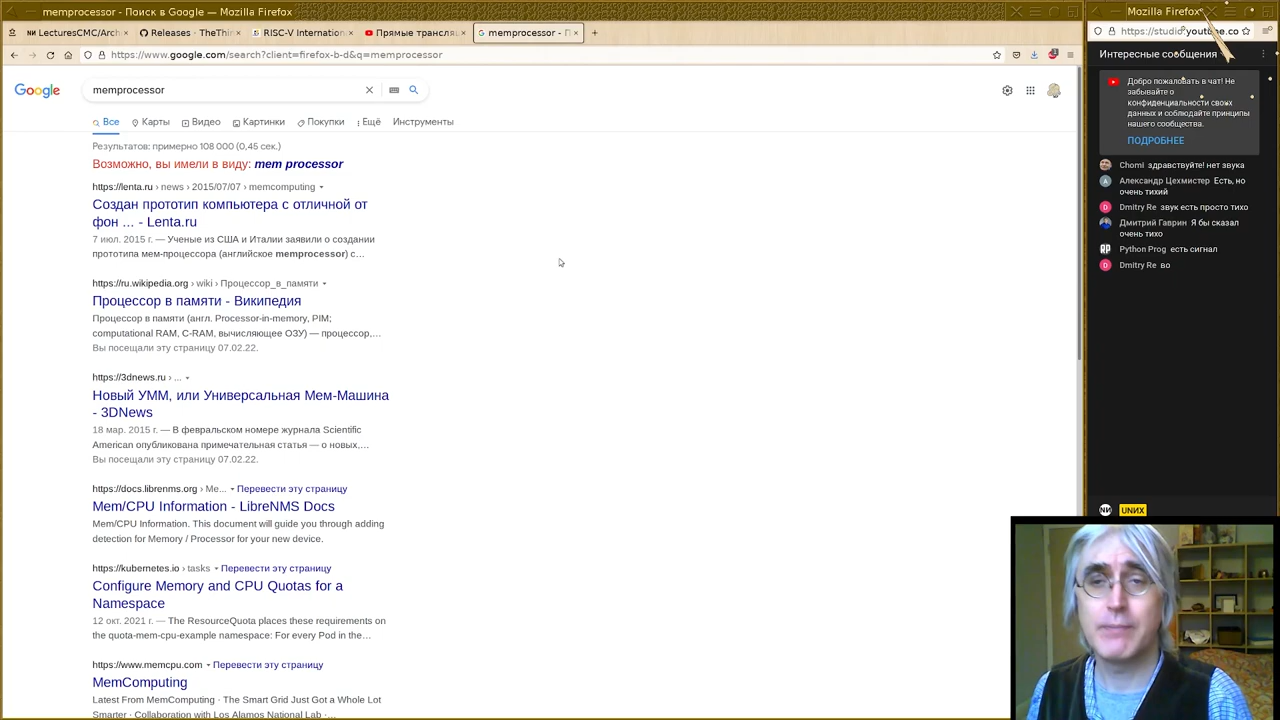 memprocessor - Поиск в Google — Mozilla Firefox
Mozilla Firefox
LecturesCMC/Arch
Releases · TheThin
RISC-V Internation
Прямые трансляц
memprocessor - П
https://www.google.com/search?client=firefox-b-d&q=memprocessor
https://studio.youtube.co
Google
memprocessor
Все
Карты
Видео
Картинки
Покупки
Ещё
Инструменты
Результатов: примерно 108 000 (0,45 сек.)
Возможно, вы имели в виду: mem processor
https://lenta.ru › news › 2015/07/07 › memcomputing
Создан прототип компьютера с отличной от
фон ... - Lenta.ru
7 июл. 2015 г. — Ученые из США и Италии заявили о создании
прототипа мем-процессора (английское memprocessor) с…
https://ru.wikipedia.org › wiki › Процессор_в_памяти
Процессор в памяти - Википедия
Процессор в памяти (англ. Processor-in-memory, PIM;
computational RAM, C-RAM, вычисляющее ОЗУ) — процессор,…
Вы посещали эту страницу 07.02.22.
https://3dnews.ru › ...
Новый УММ, или Универсальная Мем-Машина
- 3DNews
18 мар. 2015 г. — В февральском номере журнала Scientific
American опубликована примечательная статья — о новых,…
Вы посещали эту страницу 07.02.22.
https://docs.librenms.org › Me... Перевести эту страницу
Mem/CPU Information - LibreNMS Docs
Mem/CPU Information. This document will guide you through adding
detection for Memory / Processor for your new device.
https://kubernetes.io › tasks Перевести эту страницу
Configure Memory and CPU Quotas for a
Namespace
12 окт. 2021 г. — The ResourceQuota places these requirements on
the quota-mem-cpu-example namespace: For every Pod in the…
https://www.memcpu.com Перевести эту страницу
MemComputing
Latest From MemComputing · The Smart Grid Just Got a Whole Lot
Smarter · Collaboration with Los Alamos National Lab ·…
Интересные сообщения
Добро пожаловать в чат! Не
забывайте о
конфиденциальности своих
данных и соблюдайте принципы
нашего сообщества.
ПОДРОБНЕЕ
Chomi здравствуйте! нет звука
Александр Цехмистер Есть, но
очень тихий
Dmitry Re звук есть просто тихо
Дмитрий Гаврин Я бы сказал
очень тихо
Python Prog есть сигнал
Dmitry Re во
UNИX